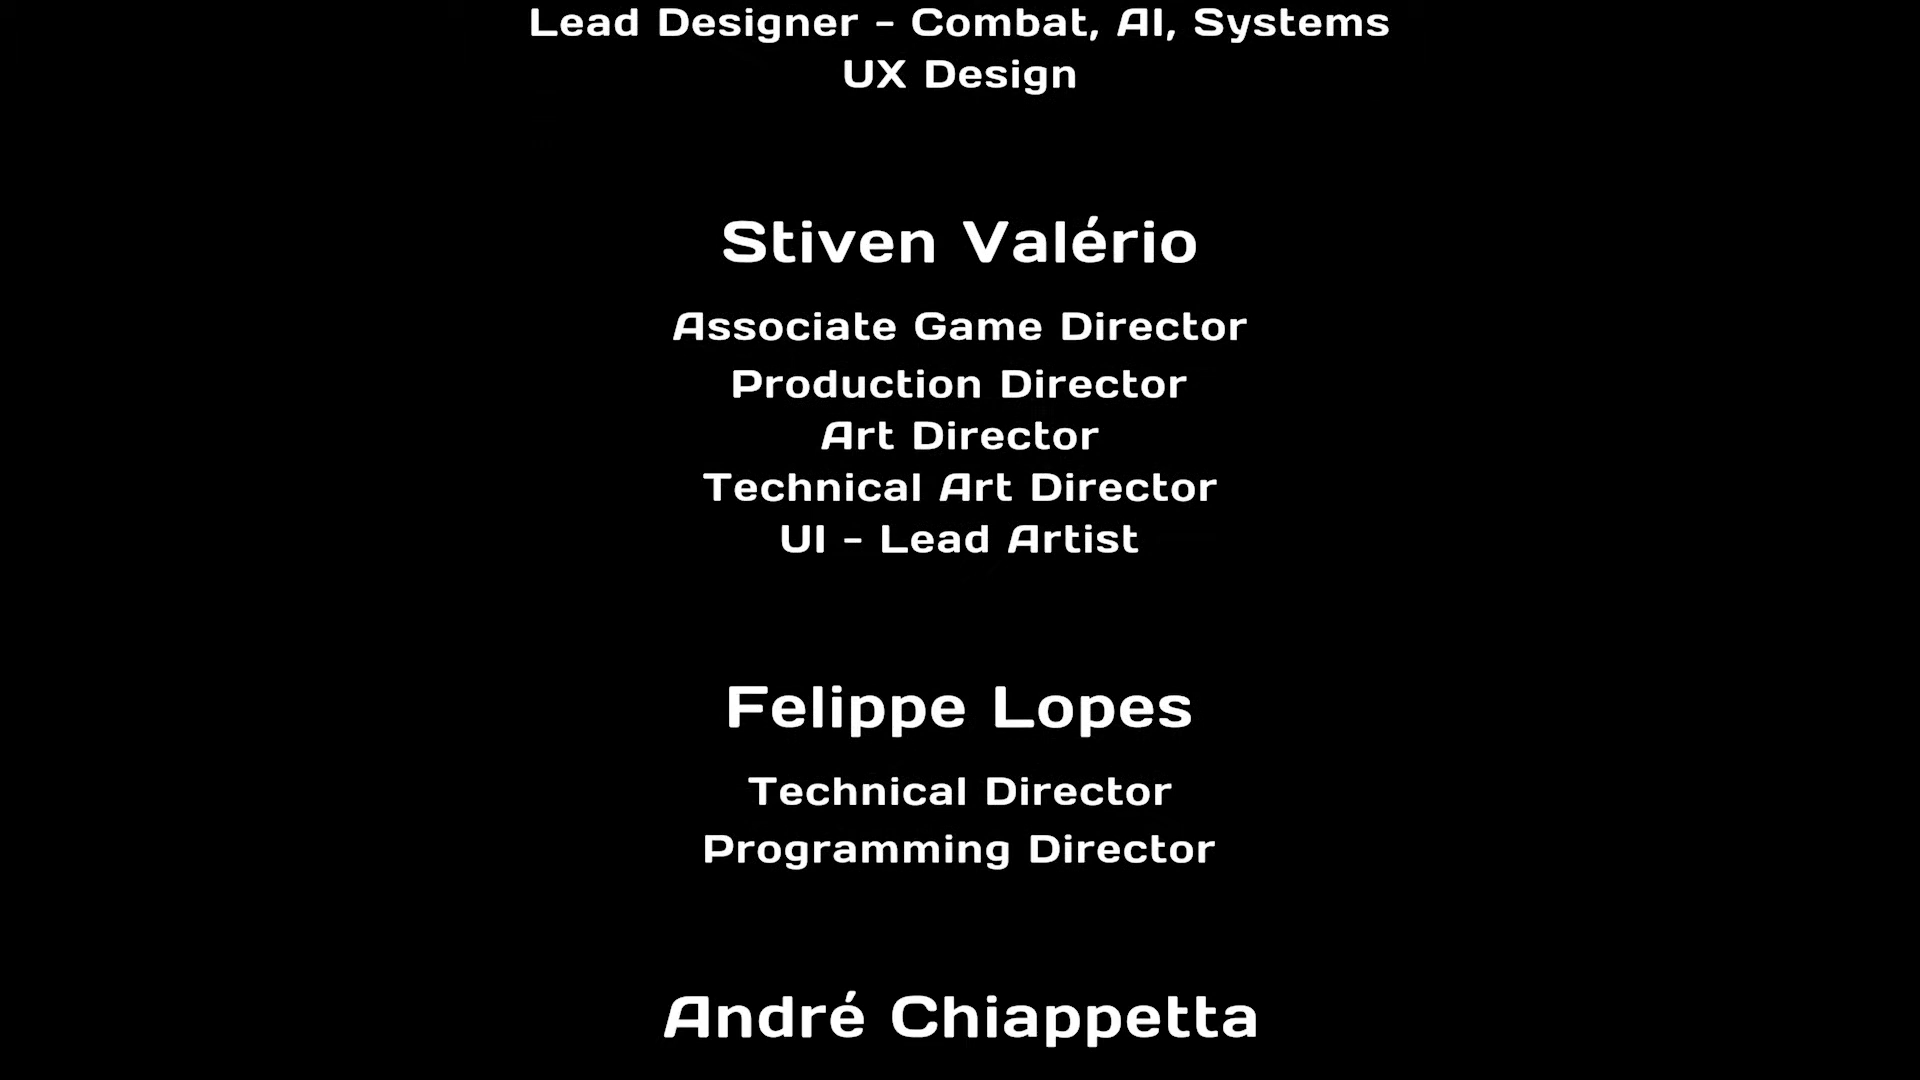 Lead Designer - Combat, AI, Systems
UX Design
Stiven Valério
Associate Game Director
Production Director
Art Director
Technical Art Director
UI - Lead Artist
Felippe Lopes
Technical Director
Programming Director
André Chiappetta